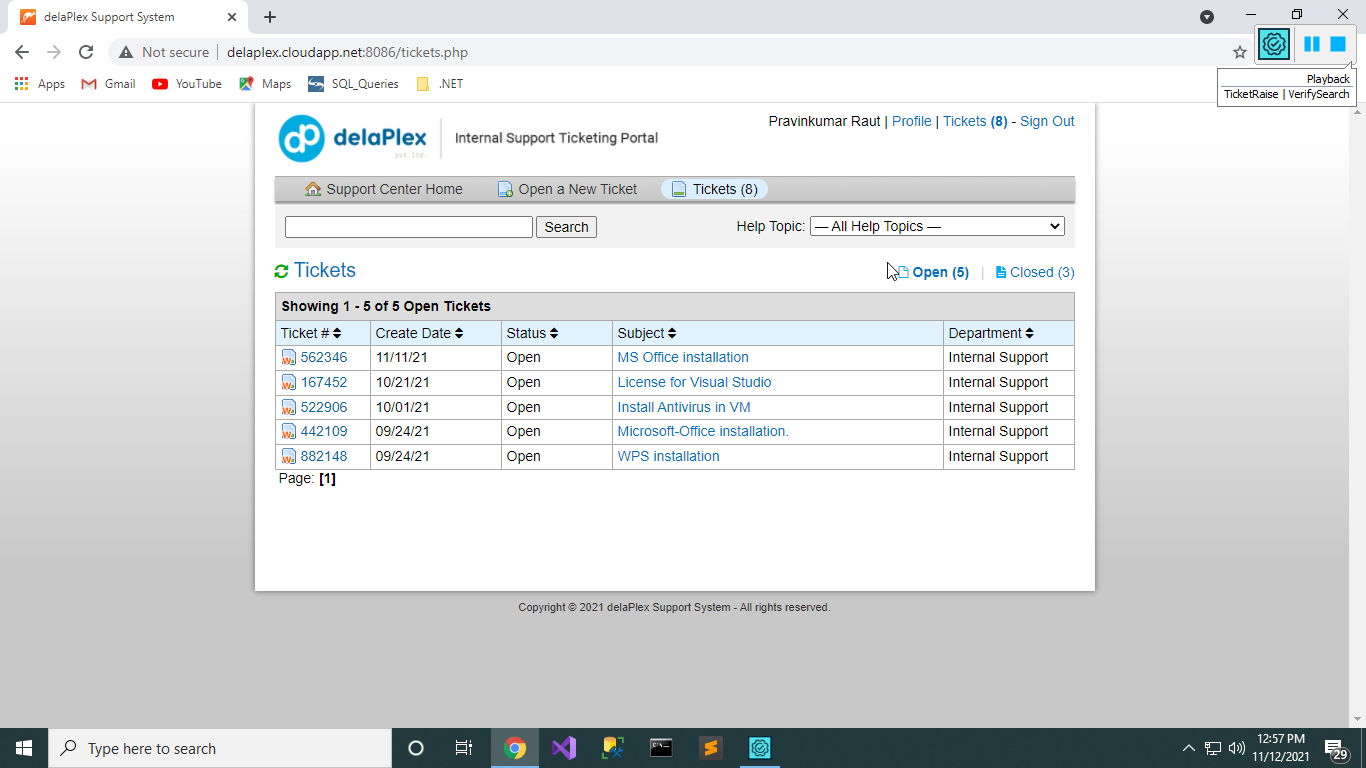 delaPlex Support System
Not secure | delaplex.cloudapp.net:8086/tickets.php
Apps Gmail YouTube Maps SQL_Queries .NET
Playback
TicketRaise | VerifySearch
dp delaPlex pvt. ltd. Internal Support Ticketing Portal
Pravinkumar Raut | Profile | Tickets (8) - Sign Out
Support Center Home Open a New Ticket Tickets (8)
Search Help Topic: — All Help Topics —
Tickets Open (5) | Closed (3)
Showing 1 - 5 of 5 Open Tickets
Ticket # Create Date Status Subject Department
562346 11/11/21 Open MS Office installation Internal Support
167452 10/21/21 Open License for Visual Studio Internal Support
522906 10/01/21 Open Install Antivirus in VM Internal Support
442109 09/24/21 Open Microsoft-Office installation. Internal Support
882148 09/24/21 Open WPS installation Internal Support
Page: [1]
Copyright © 2021 delaPlex Support System - All rights reserved.
Type here to search
12:57 PM
11/12/2021
29